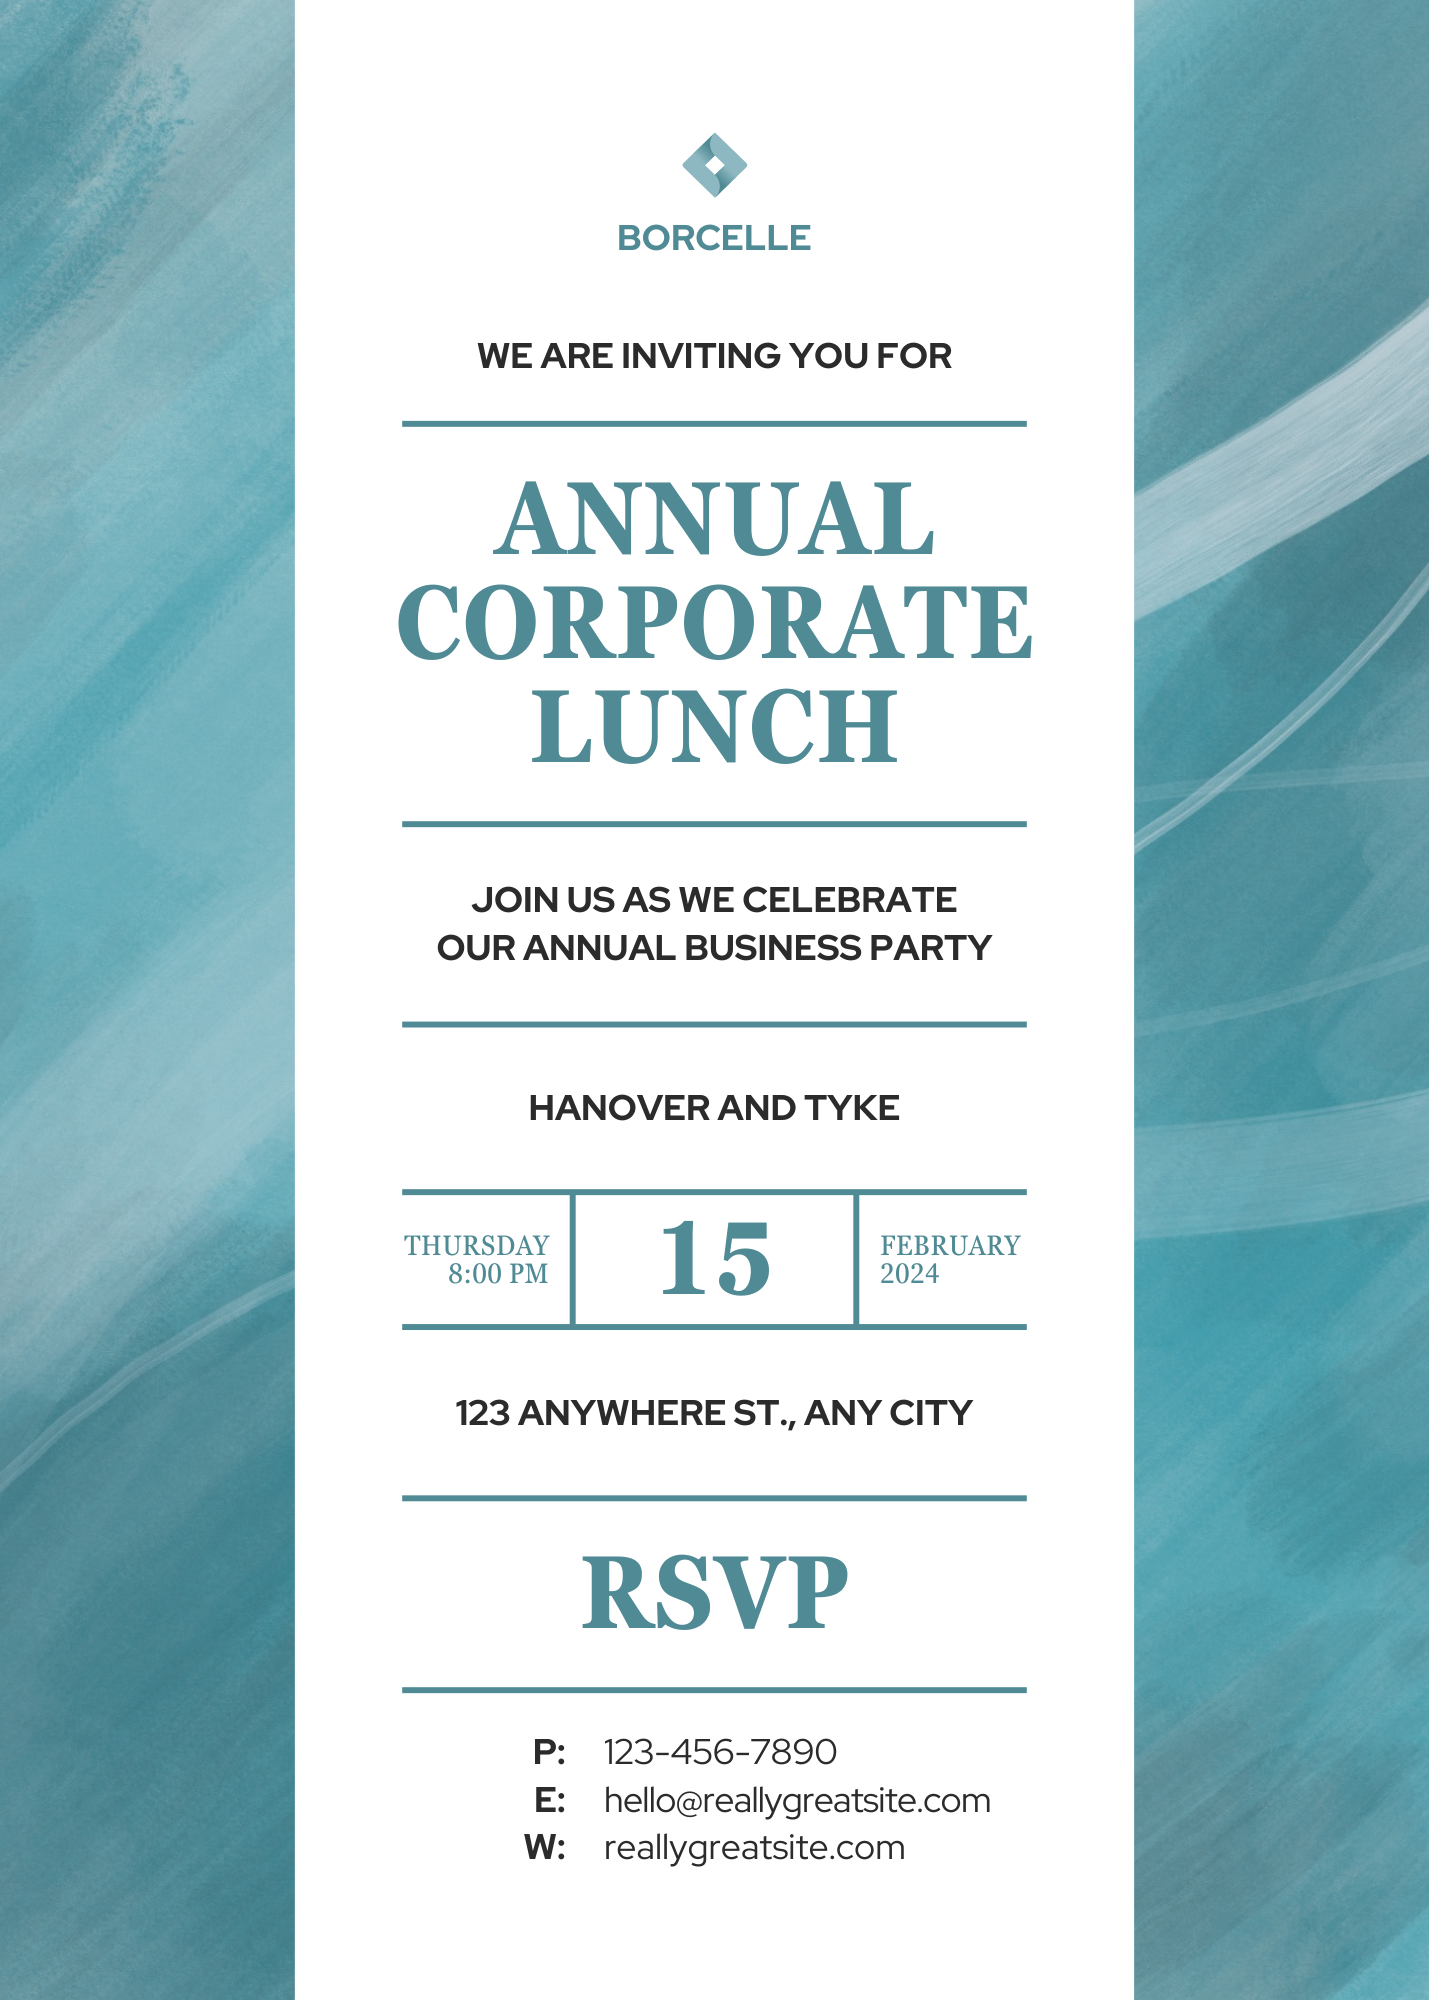 BORCELLE
WE ARE INVITING YOU FOR
ANNUAL
CORPORATE
LUNCH
JOIN US AS WE CELEBRATE
OUR ANNUAL BUSINESS PARTY
HANOVER AND TYKE
THURSDAY
8:00 PM
15
FEBRUARY
2024
123 ANYWHERE ST., ANY CITY
RSVP
P: 123-456-7890
E: hello@reallygreatsite.com
W: reallygreatsite.com